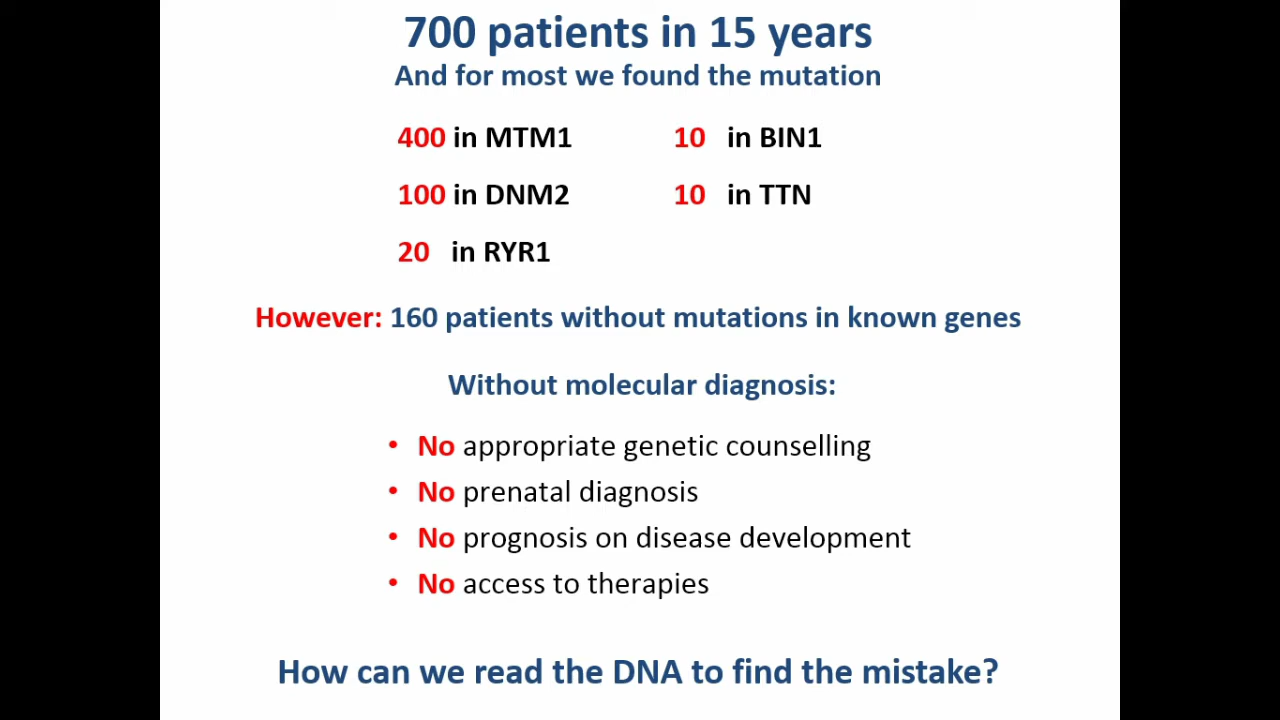 700 patients in 15 years
And for most we found the mutation
400 in MTM1 10 in BIN1
100 in DNM2 10 in TTN
20 in RYR1
However: 160 patients without mutations in known genes
Without molecular diagnosis:
• No appropriate genetic counselling
• No prenatal diagnosis
• No prognosis on disease development
• No access to therapies
How can we read the DNA to find the mistake?